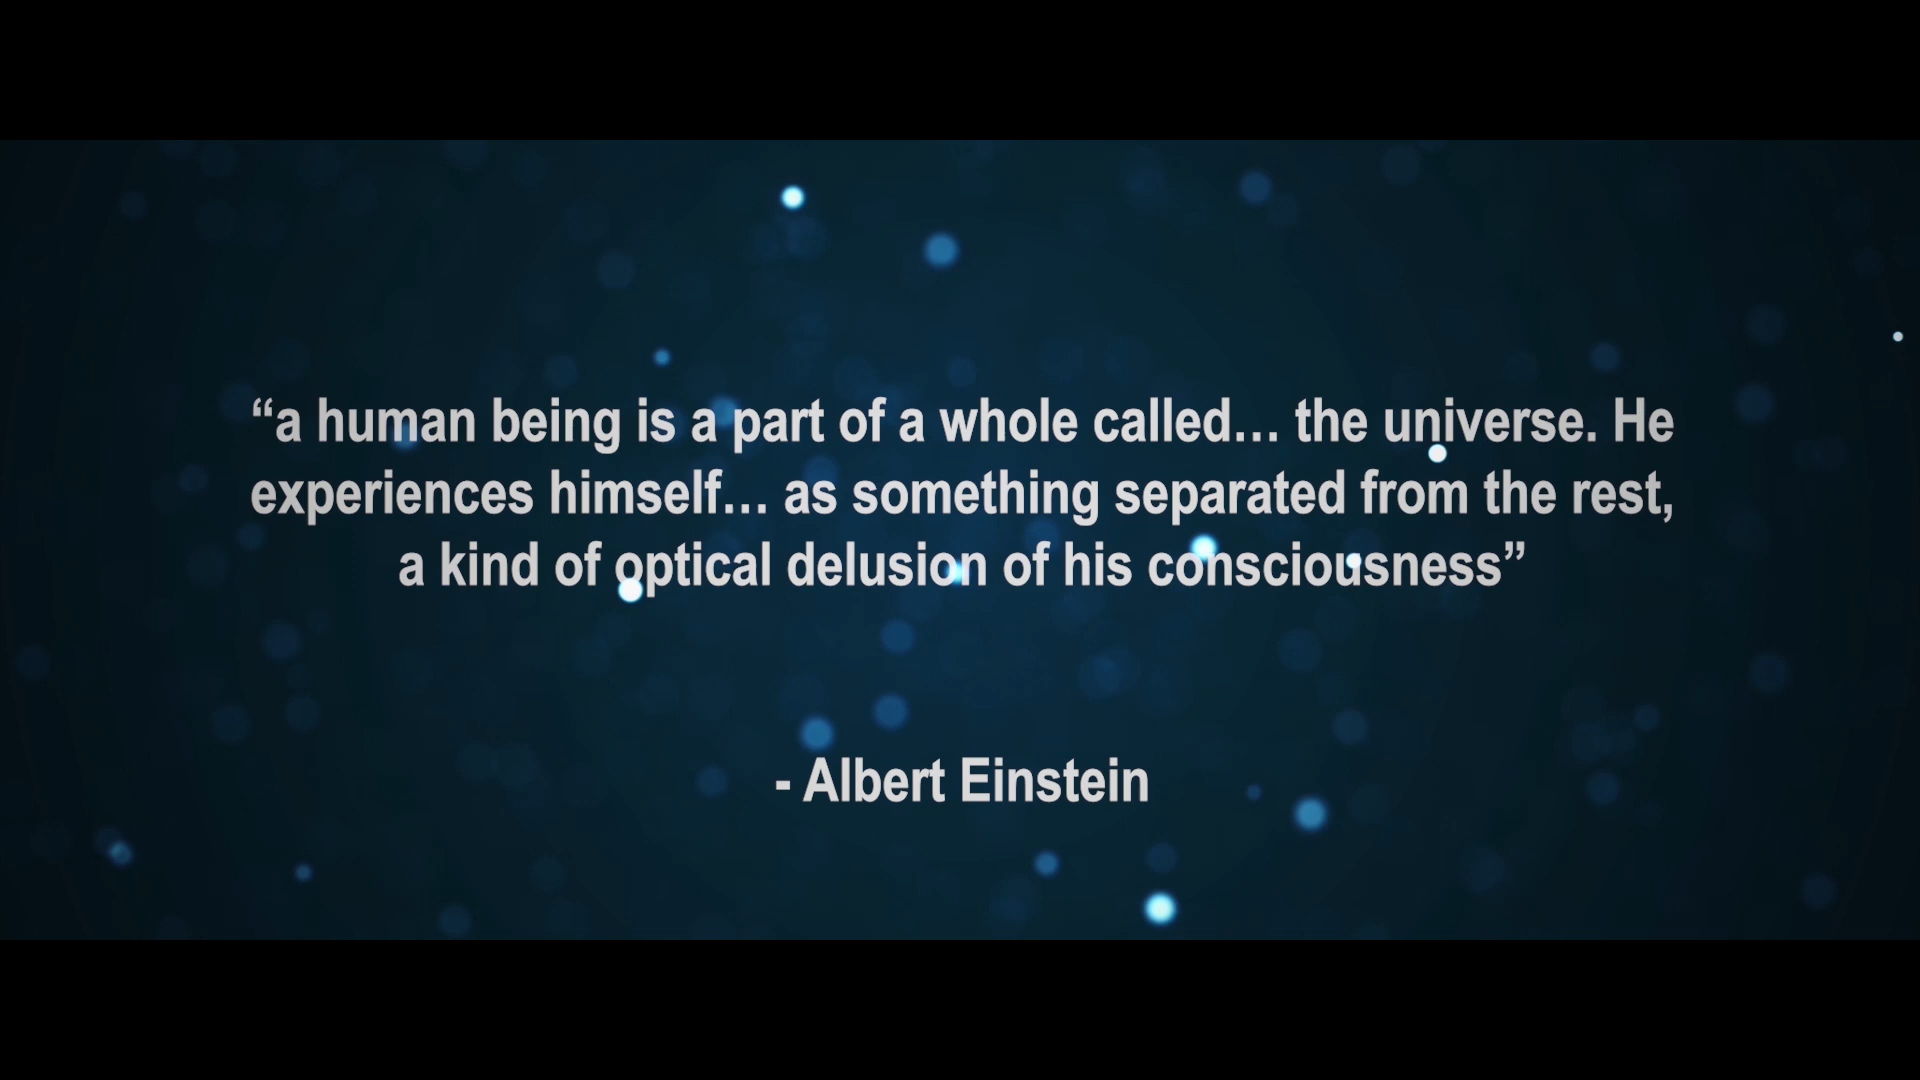 “a human being is a part of a whole called… the universe. He
experiences himself… as something separated from the rest,
a kind of optical delusion of his consciousness”
- Albert Einstein